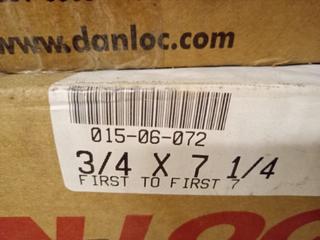 www.danloc.com
015-06-072
3/4 X 7 1/4
FIRST TO FIRST 7